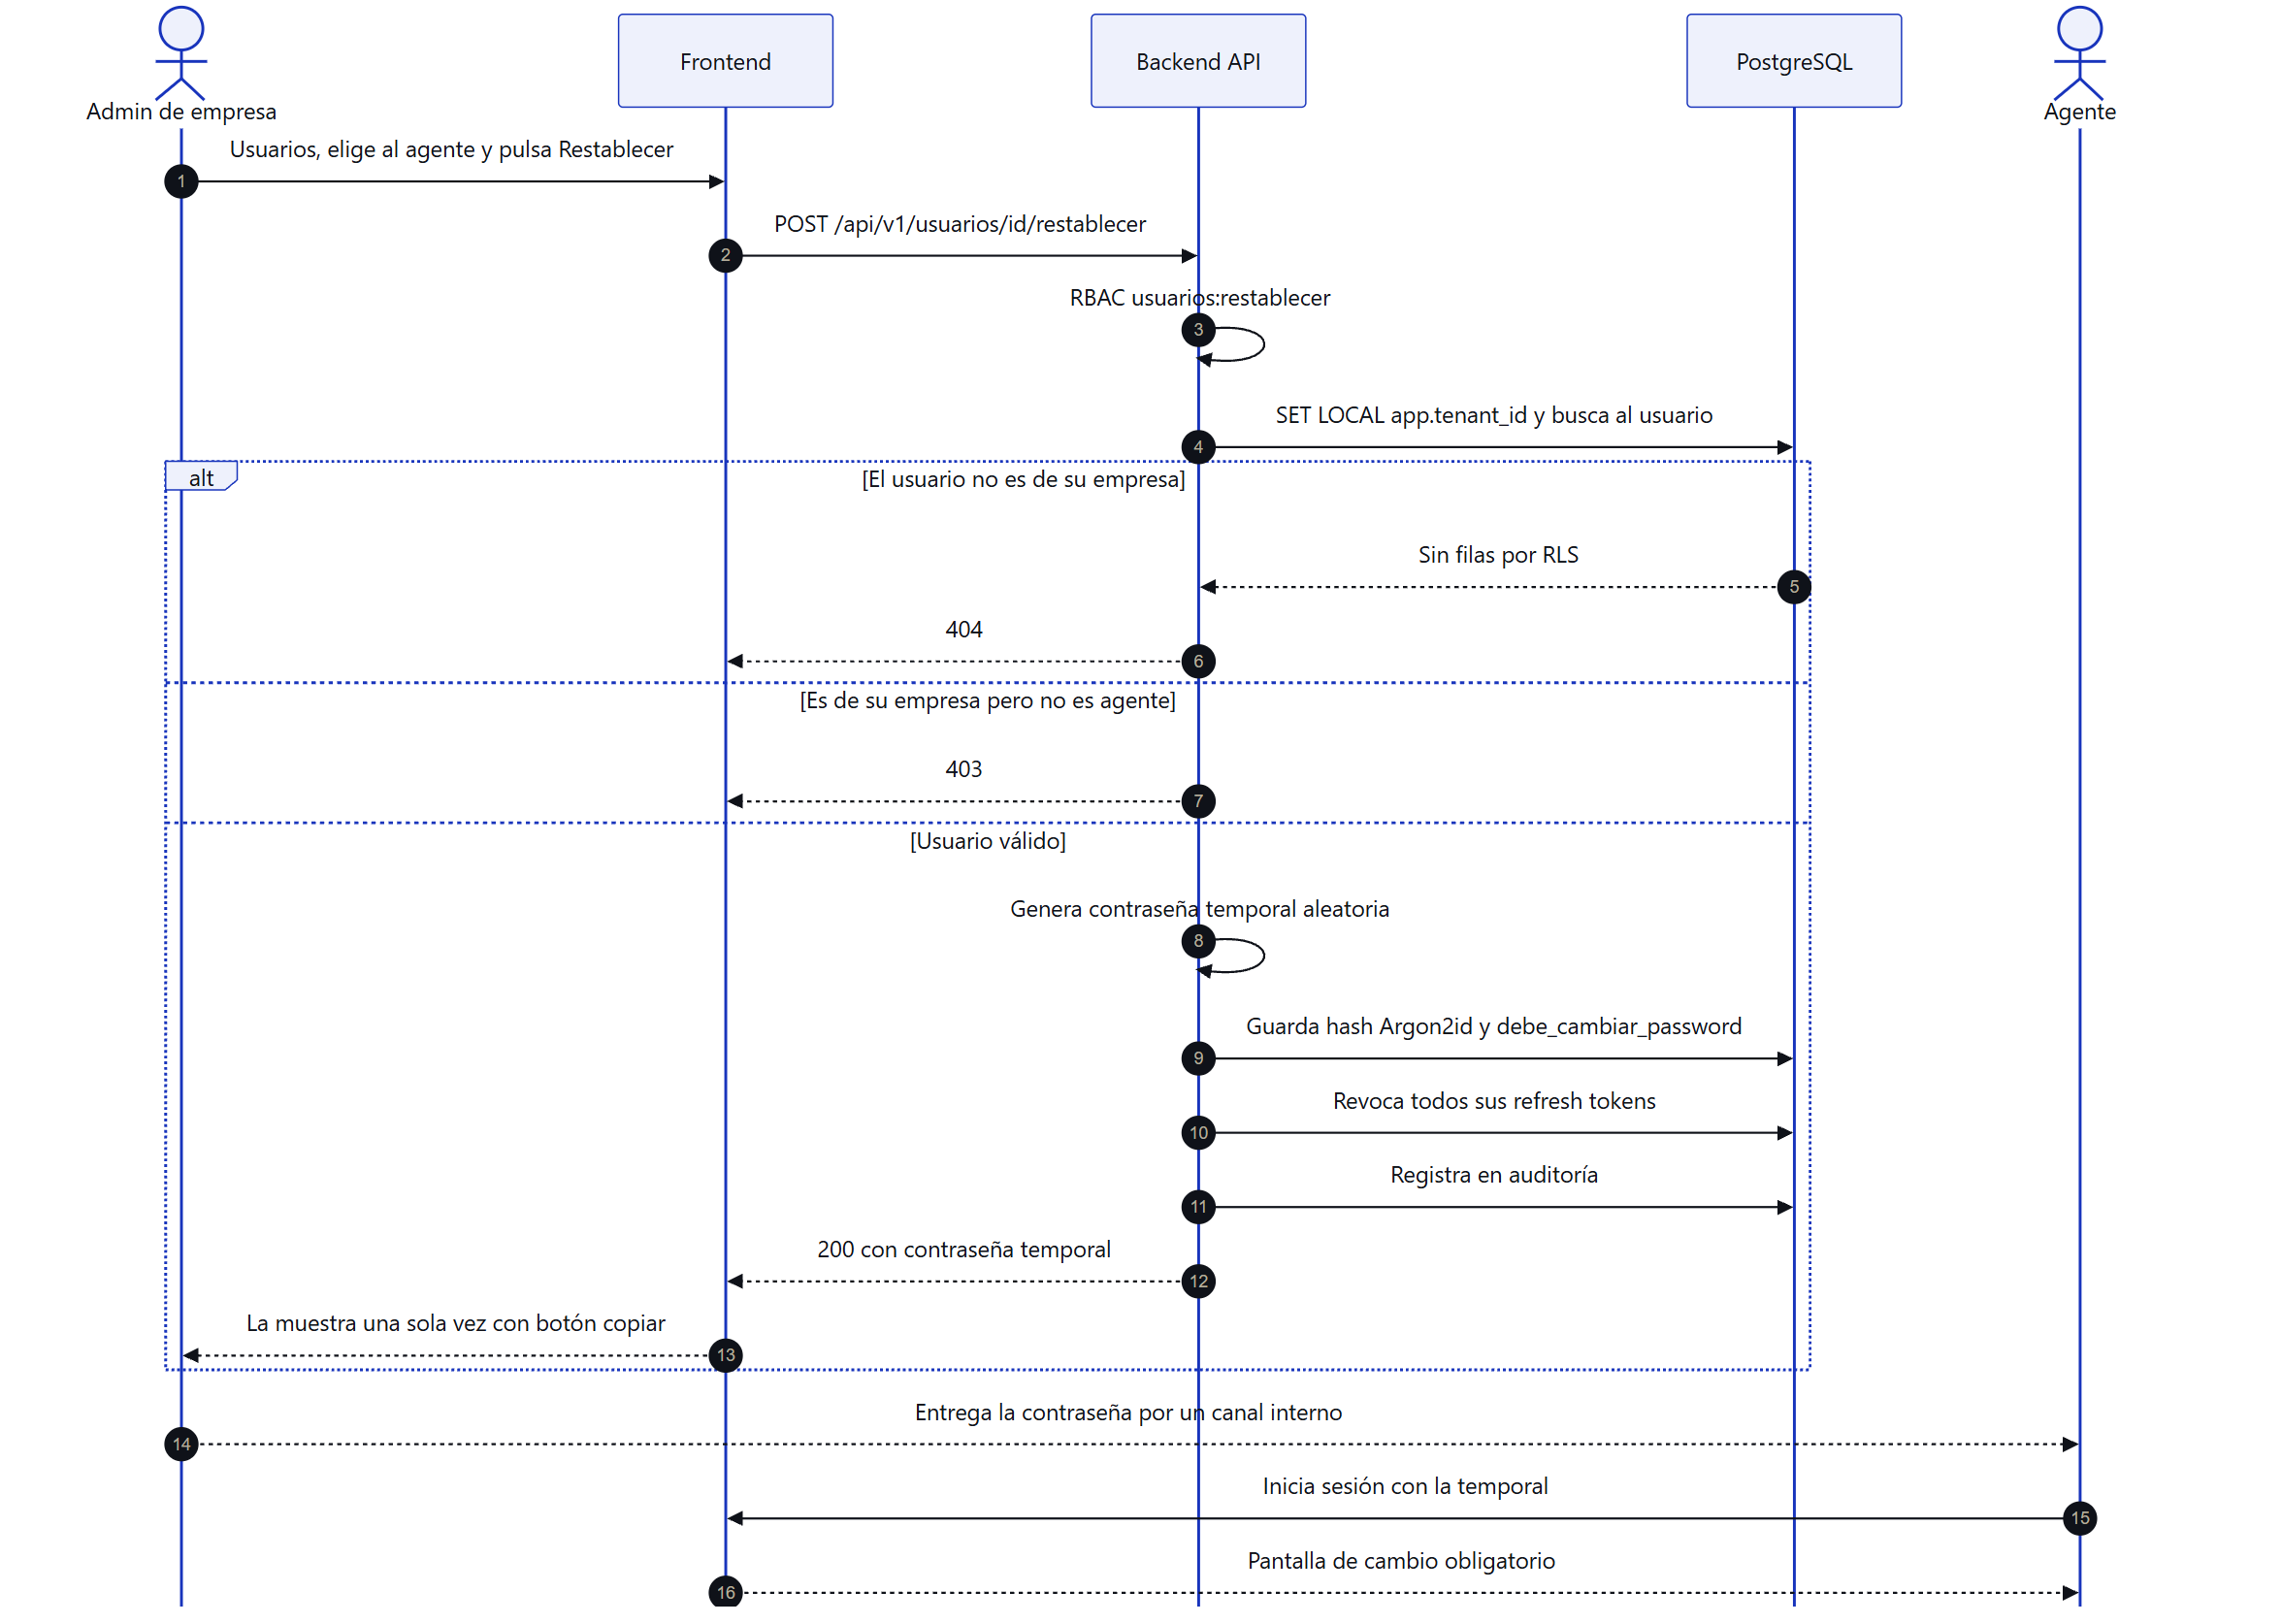 Admin de empresa
Frontend
Backend API
PostgreSQL
Agente
Usuarios, elige al agente y pulsa Restablecer
1
POST /api/v1/usuarios/id/restablecer
2
RBAC usuarios:restablecer
3
SET LOCAL app.tenant_id y busca al usuario
4
alt
[El usuario no es de su empresa]
Sin filas por RLS
5
404
6
[Es de su empresa pero no es agente]
403
7
[Usuario válido]
Genera contraseña temporal aleatoria
8
Guarda hash Argon2id y debe_cambiar_password
9
Revoca todos sus refresh tokens
10
Registra en auditoría
11
200 con contraseña temporal
12
La muestra una sola vez con botón copiar
13
Entrega la contraseña por un canal interno
14
Inicia sesión con la temporal
15
Pantalla de cambio obligatorio
16